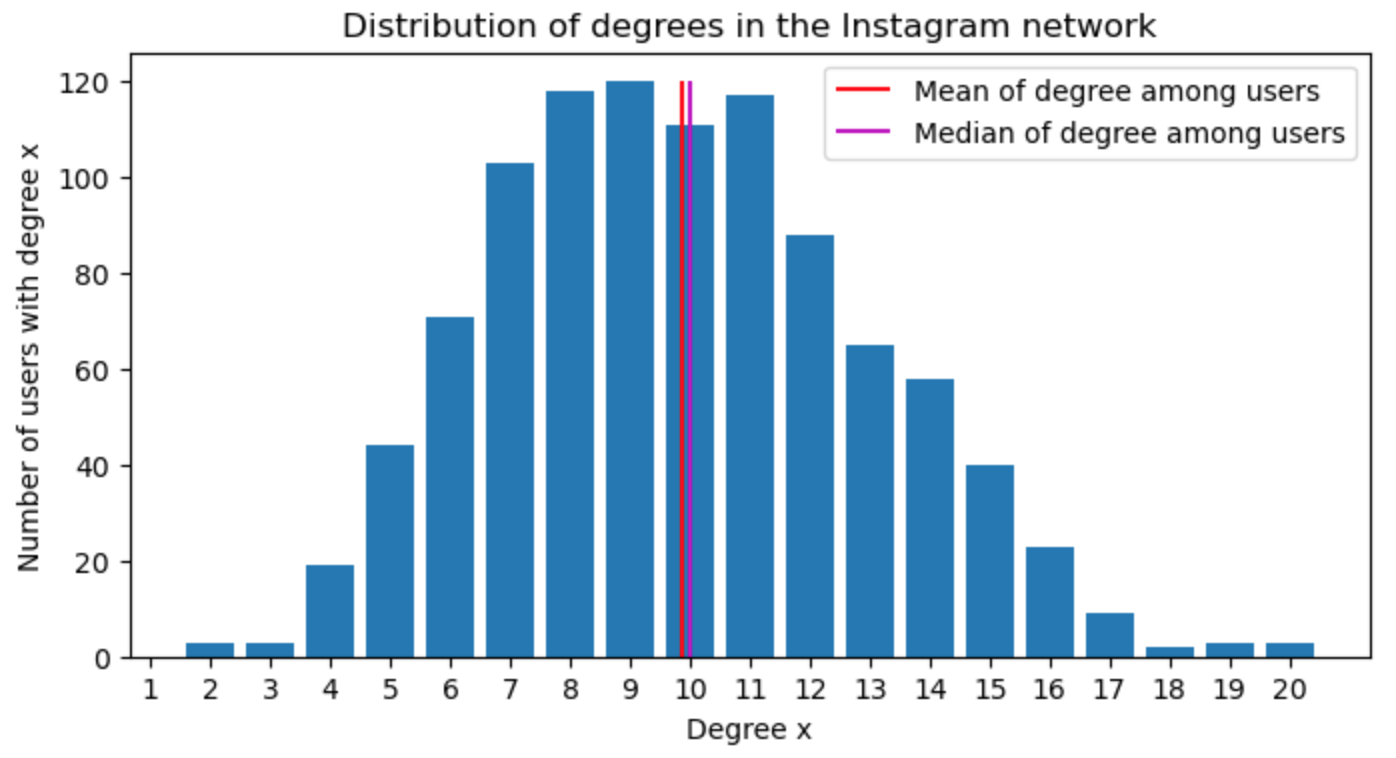 Distribution of degrees in the Instagram network
Mean of degree among users
Median of degree among users
Number of users with degree x
120
100
80
60
40
20
0
1 2 3 4 5 6 7 8 9 10 11 12 13 14 15 16 17 18 19 20
Degree x